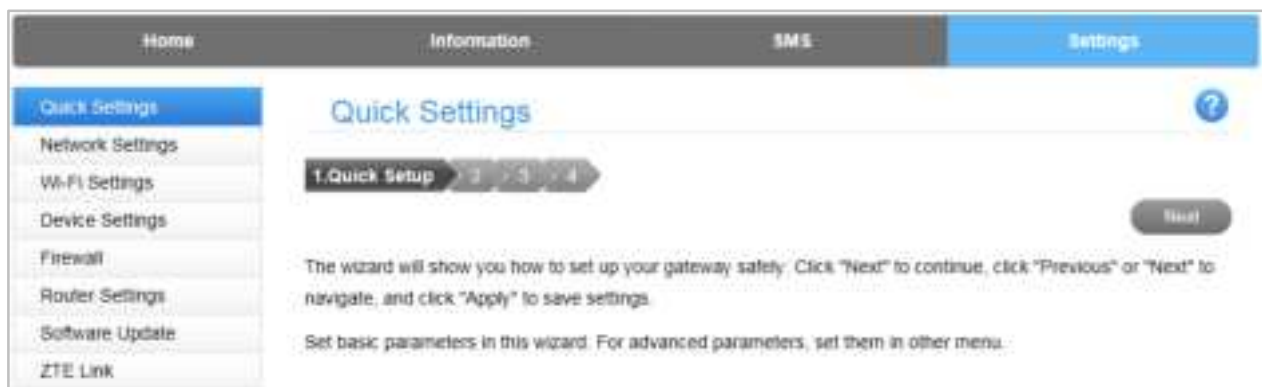 Home Information SMS Settings
Quick Settings
Network Settings
Wi-Fi Settings
Device Settings
Firewall
Router Settings
Software Update
ZTE Link
Quick Settings ?
1.Quick Setup > 2 > 3 > 4
Next
The wizard will show you how to set up your gateway safely. Click "Next" to continue, click "Previous" or "Next" to
navigate, and click "Apply" to save settings.
Set basic parameters in this wizard. For advanced parameters, set them in other menu.